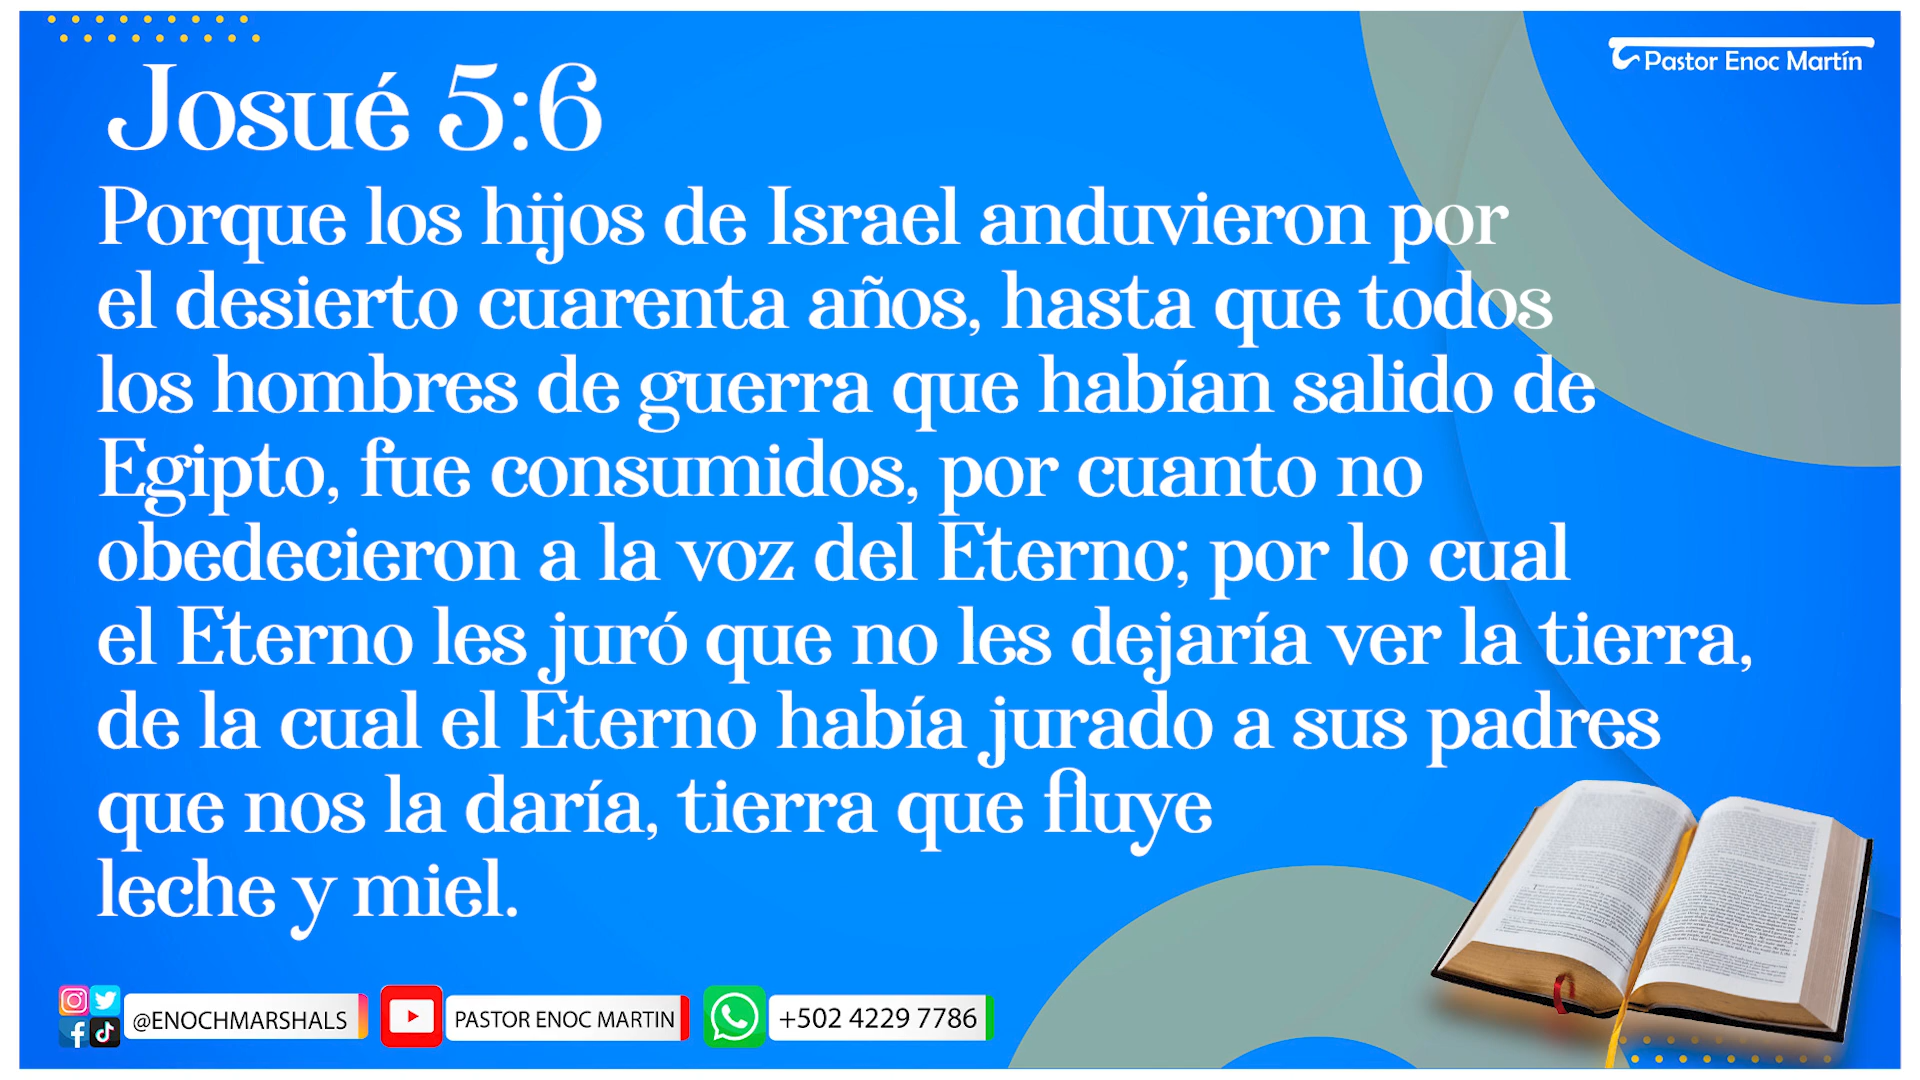 Pastor Enoc Martín
Josué 5:6
Porque los hijos de Israel anduvieron por
el desierto cuarenta años, hasta que todos
los hombres de guerra que habían salido de
Egipto, fue consumidos, por cuanto no
obedecieron a la voz del Eterno; por lo cual
el Eterno les juró que no les dejaría ver la tierra,
de la cual el Eterno había jurado a sus padres
que nos la daría, tierra que fluye
leche y miel.
@ENOCHMARSHALS
PASTOR ENOC MARTIN
+502 4229 7786